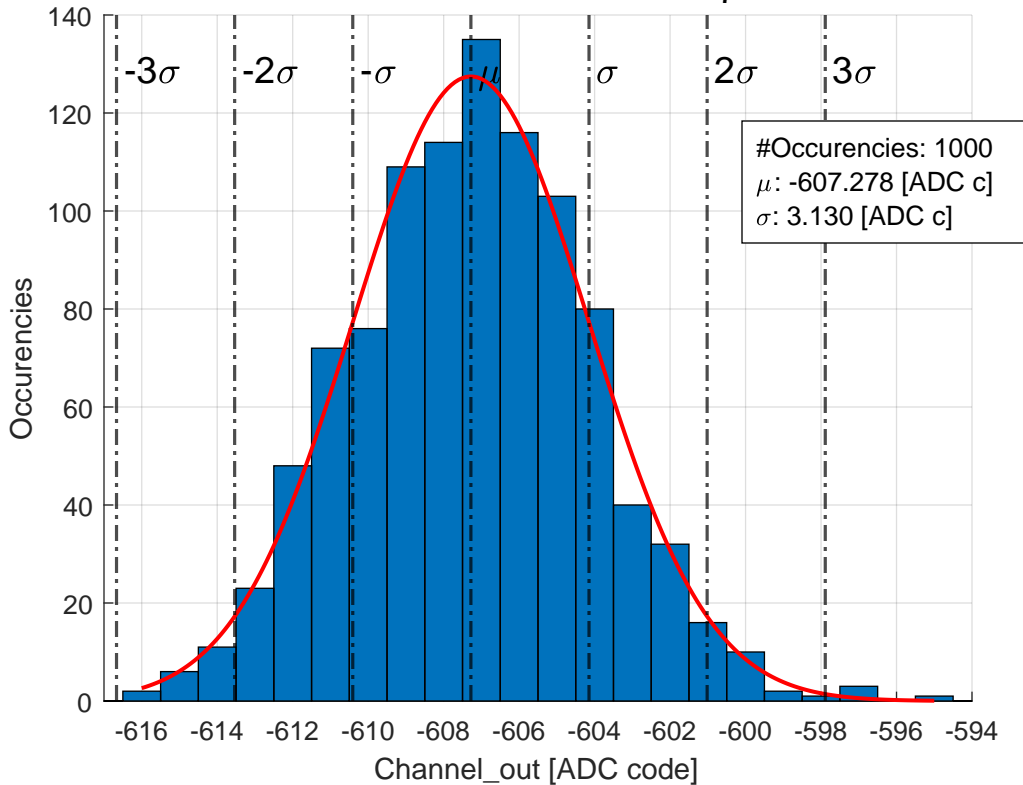 140
120
100
80
60
40
20
0
Occurencies
-3σ -2σ -σ μ σ 2σ 3σ
#Occurencies: 1000
μ: -607.278 [ADC c]
σ: 3.130 [ADC c]
-616 -614 -612 -610 -608 -606 -604 -602 -600 -598 -596 -594
Channel_out [ADC code]